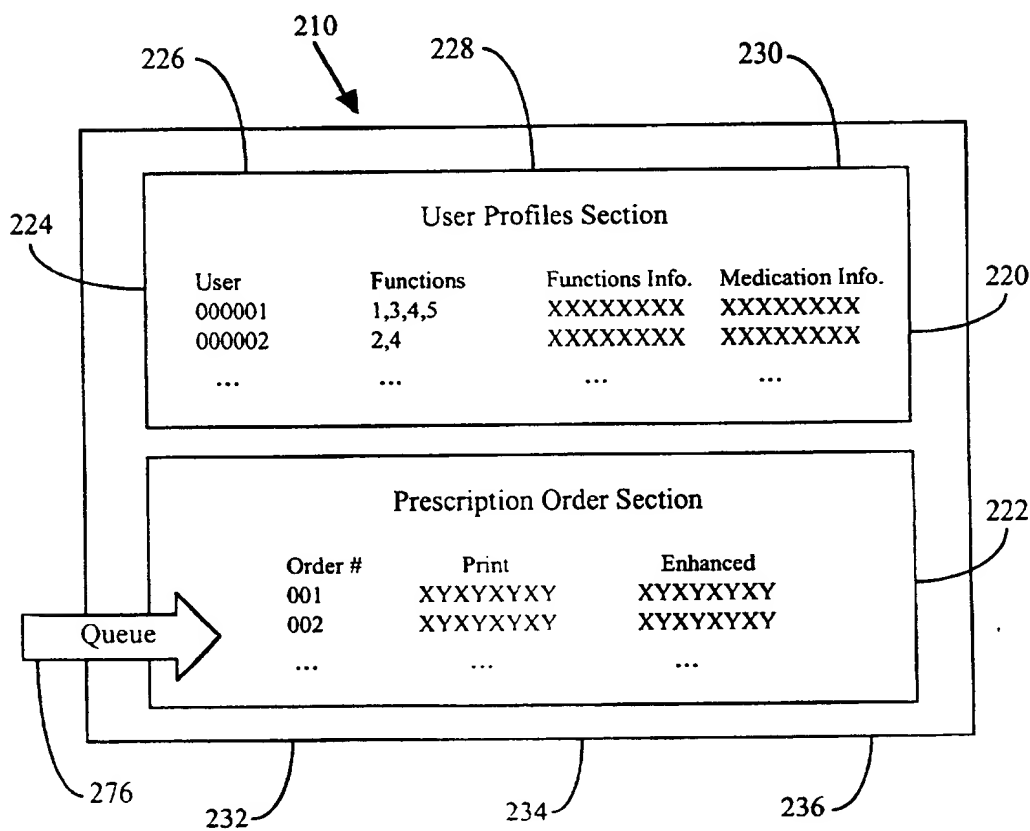 210
226 228 230
User Profiles Section
224
220
User Functions Functions Info. Medication Info.
000001 1,3,4,5 XXXXXXXX XXXXXXXX
000002 2,4 XXXXXXXX XXXXXXXX
... ... ... ...
Prescription Order Section
222
Order # Print Enhanced
001 XYXYXYXY XYXYXYXY
002 XYXYXYXY XYXYXYXY
Queue
... ... ...
276 232 234 236